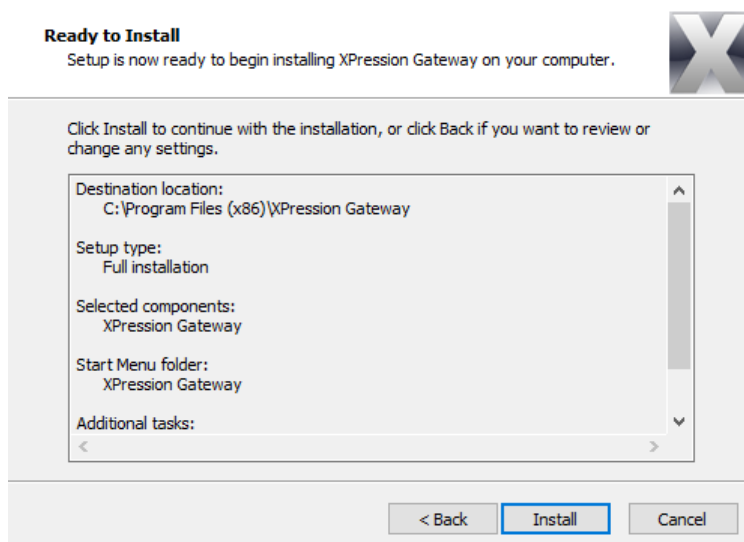 Ready to Install
Setup is now ready to begin installing XPression Gateway on your computer.
X
Click Install to continue with the installation, or click Back if you want to review or
change any settings.
Destination location:
C:\Program Files (x86)\XPression Gateway
Setup type:
Full installation
Selected components:
XPression Gateway
Start Menu folder:
XPression Gateway
Additional tasks:
< Back
Install
Cancel